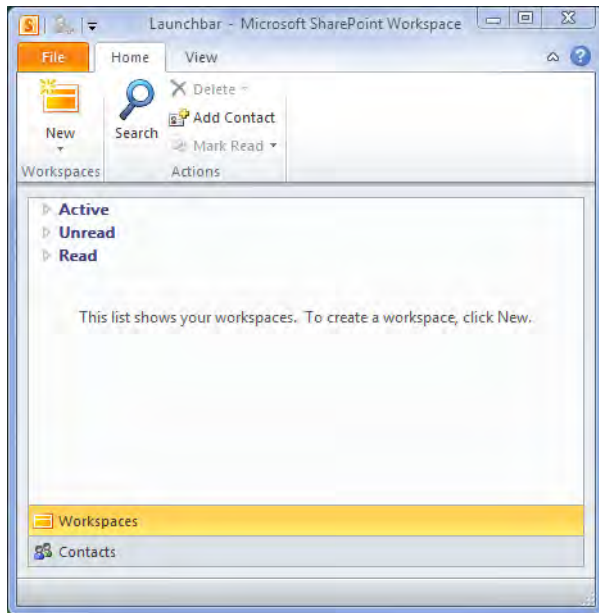 Launchbar - Microsoft SharePoint Workspace
File Home View
New
Search
Delete
Add Contact
Mark Read
Workspaces
Actions
Active
Unread
Read
This list shows your workspaces. To create a workspace, click New.
Workspaces
Contacts